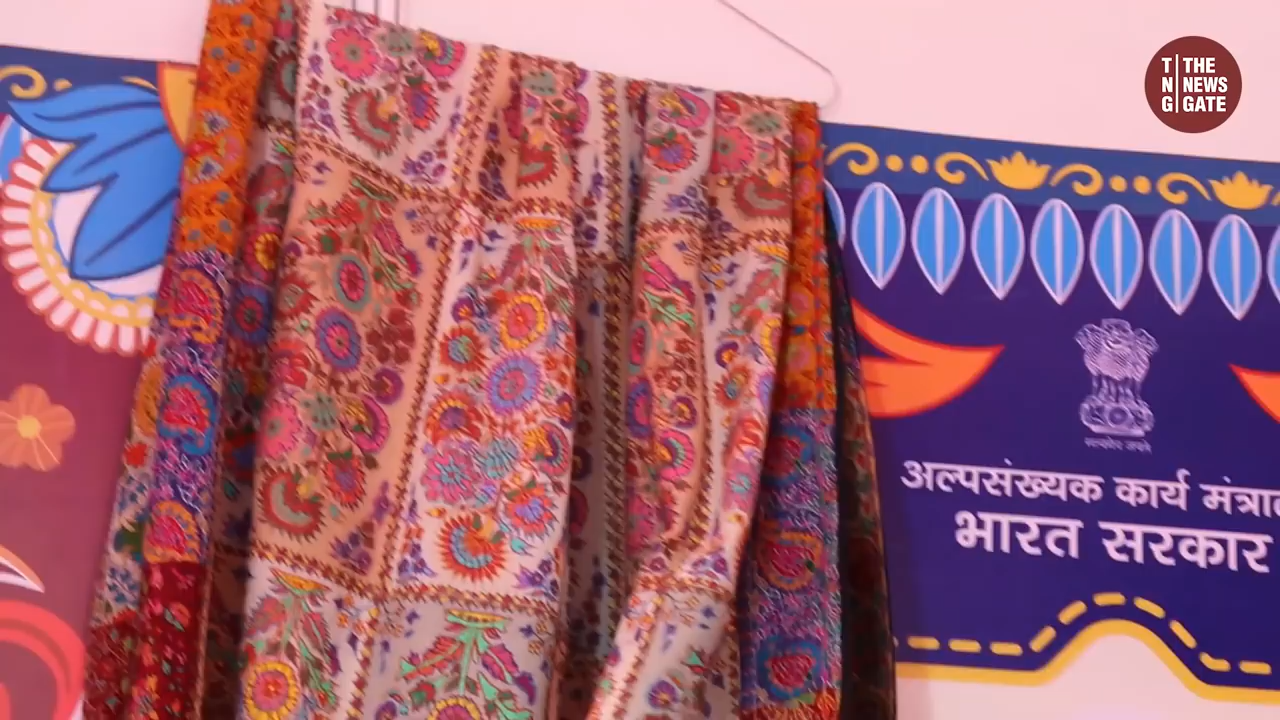 T THE
N NEWS
G GATE
अल्पसंख्यक कार्य
भारत सरकार